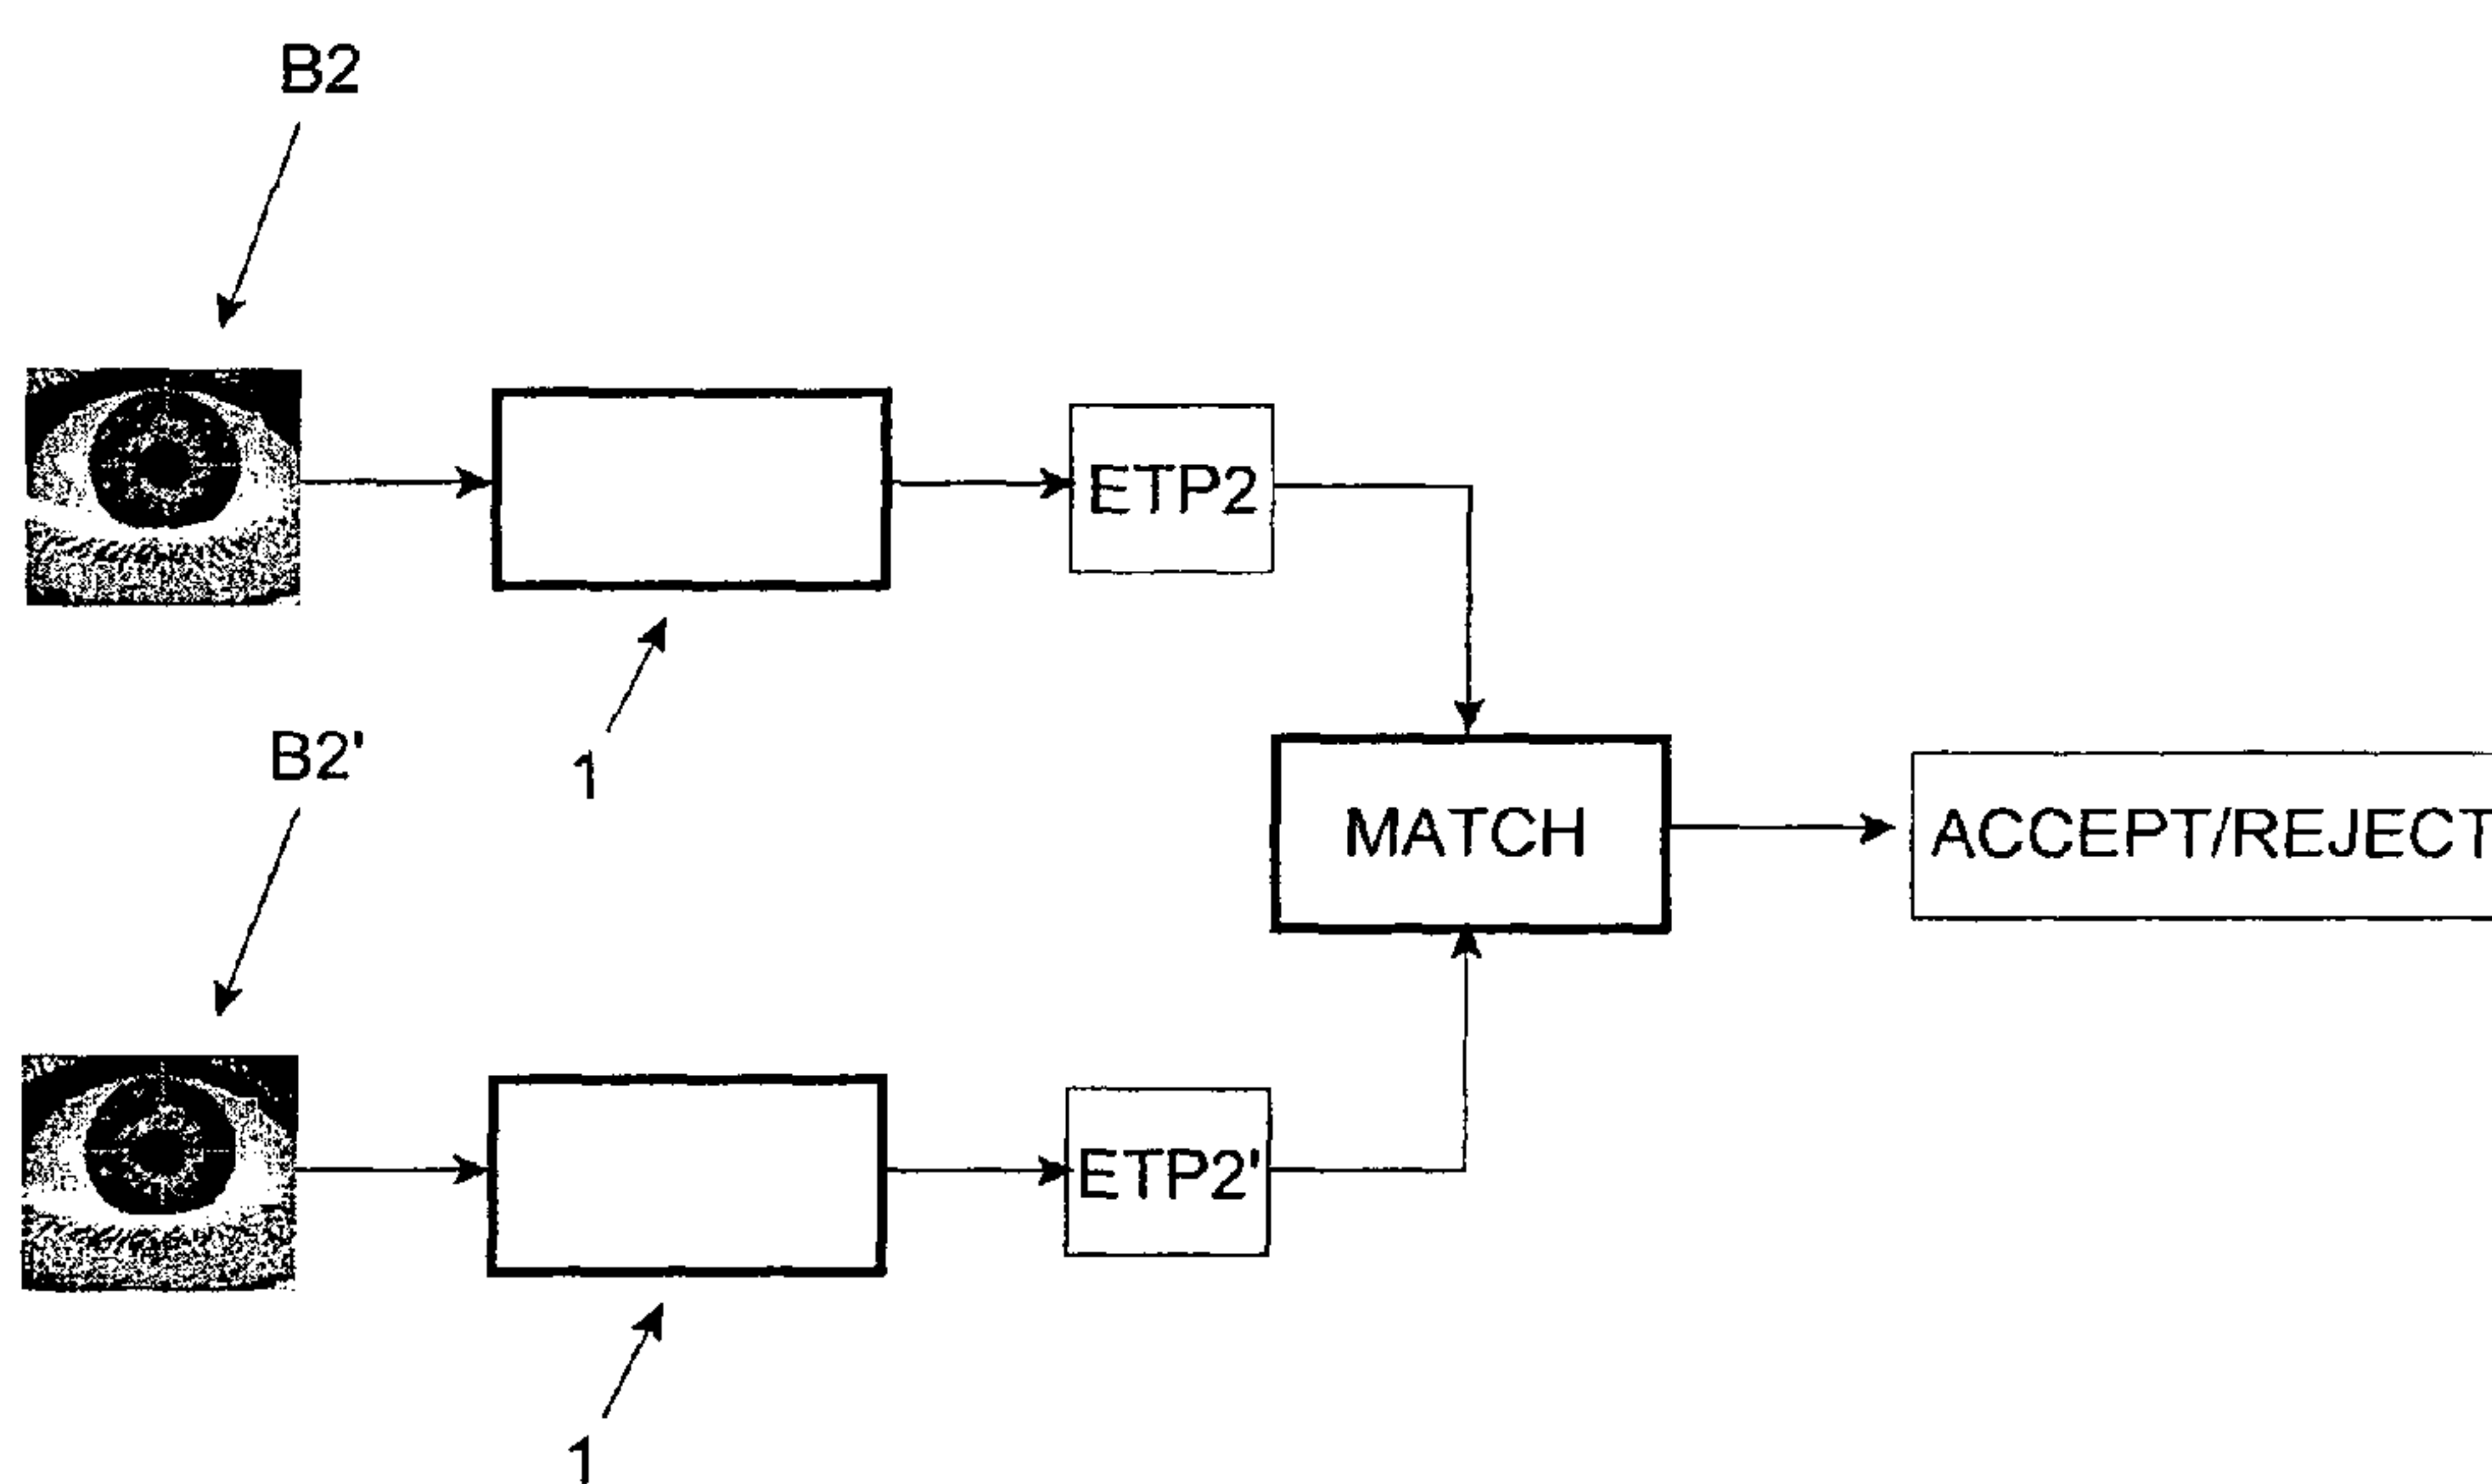 B2
ETP2
1
B2'
MATCH
ACCEPT/REJECT
ETP2'
1